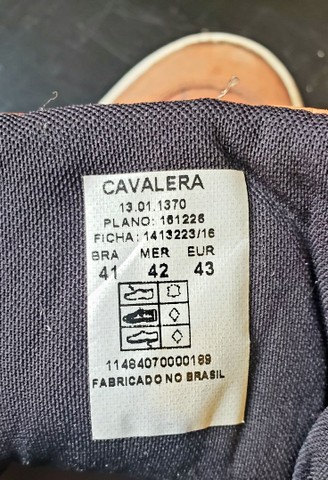 CAVALERA
13.01.1370
PLANO: 161226
FICHA: 1413223/16
BRA MER EUR
41 42 43
11484070000189
FABRICADO NO BRASIL